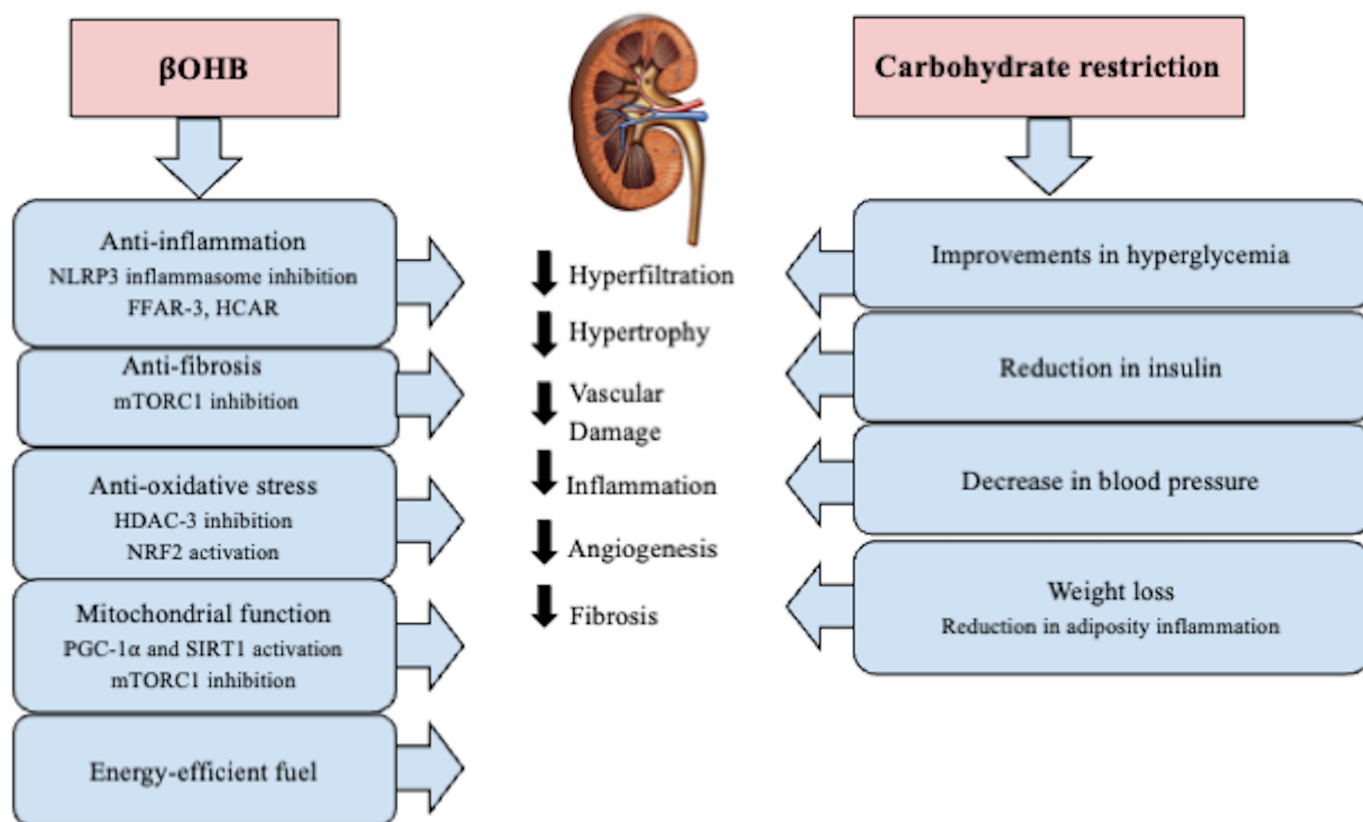 βOHB
Anti-inflammation
NLRP3 inflammasome inhibition
FFAR-3, HCAR
Anti-fibrosis
mTORC1 inhibition
Anti-oxidative stress
HDAC-3 inhibition
NRF2 activation
Mitochondrial function
PGC-1α and SIRT1 activation
mTORC1 inhibition
Energy-efficient fuel
Hyperfiltration
Hypertrophy
Vascular
Damage
Inflammation
Angiogenesis
Fibrosis
Carbohydrate restriction
Improvements in hyperglycemia
Reduction in insulin
Decrease in blood pressure
Weight loss
Reduction in adiposity inflammation